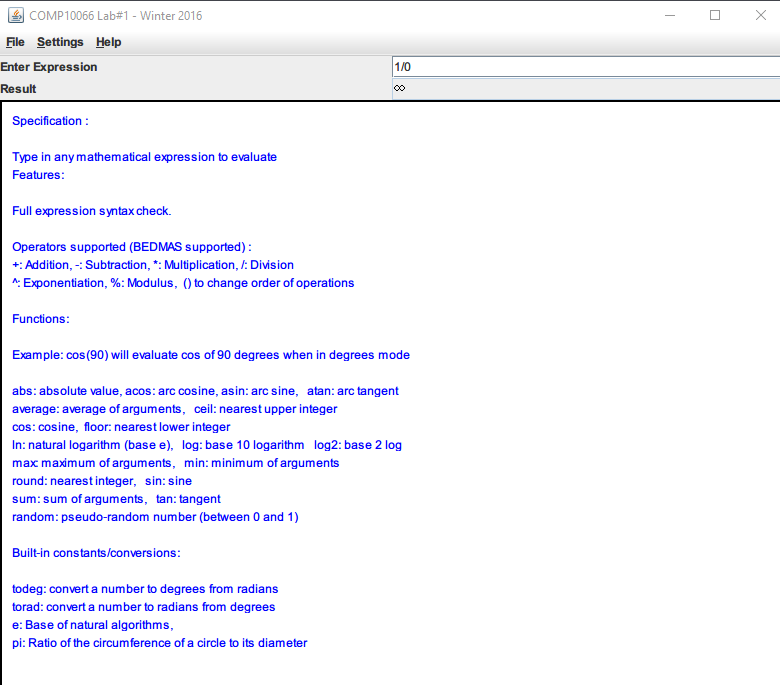 COMP10066 Lab#1 - Winter 2016
File Settings Help
Enter Expression 1/0
Result ∞
Specification :
Type in any mathematical expression to evaluate
Features:
Full expression syntax check.
Operators supported (BEDMAS supported) :
+: Addition, -: Subtraction, *: Multiplication, /: Division
^: Exponentiation, %: Modulus, () to change order of operations
Functions:
Example: cos(90) will evaluate cos of 90 degrees when in degrees mode
abs: absolute value, acos: arc cosine, asin: arc sine, atan: arc tangent
average: average of arguments, ceil: nearest upper integer
cos: cosine, floor: nearest lower integer
ln: natural logarithm (base e), log: base 10 logarithm log2: base 2 log
max: maximum of arguments, min: minimum of arguments
round: nearest integer, sin: sine
sum: sum of arguments, tan: tangent
random: pseudo-random number (between 0 and 1)
Built-in constants/conversions:
todeg: convert a number to degrees from radians
torad: convert a number to radians from degrees
e: Base of natural algorithms,
pi: Ratio of the circumference of a circle to its diameter